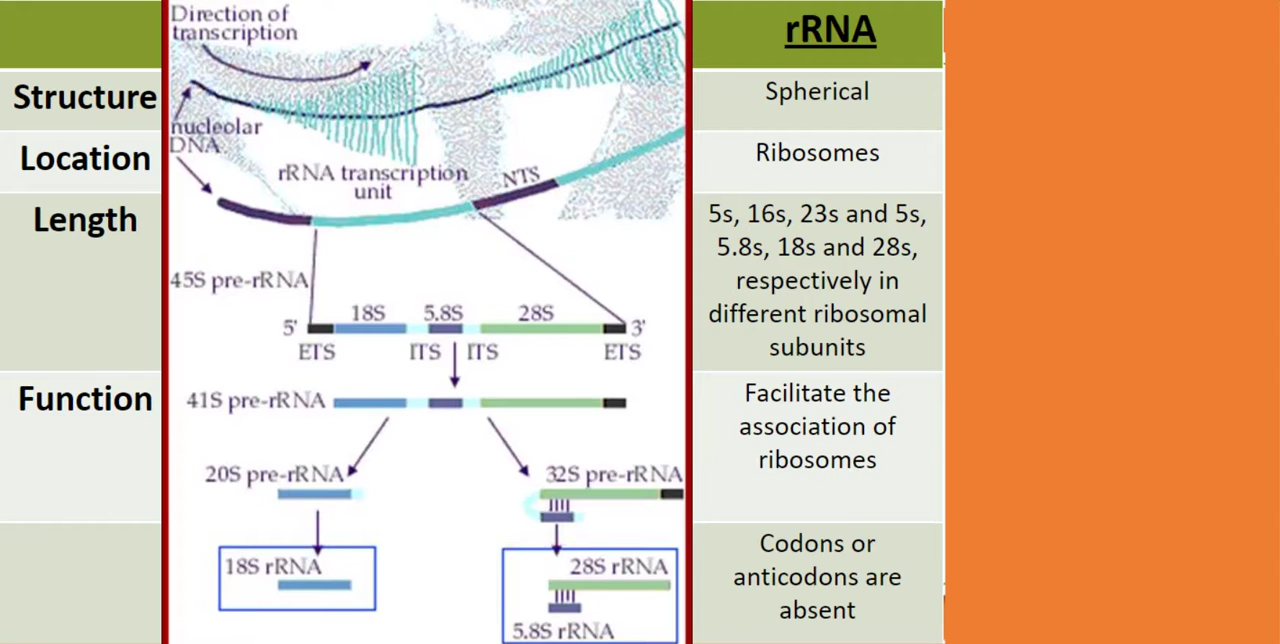 Structure
Location
Length
Function
Direction of
transcription
nucleolar
DNA
rRNA transcription
unit
NTS
45S pre-rRNA
18S
5.8S
28S
5'
3'
ETS
ITS
ITS
ETS
41S pre-rRNA
20S pre-rRNA
32S pre-rRNA
18S rRNA
28S rRNA
5.8S rRNA
rRNA
Spherical
Ribosomes
5s, 16s, 23s and 5s,
5.8s, 18s and 28s,
respectively in
different ribosomal
subunits
Facilitate the
association of
ribosomes
Codons or
anticodons are
absent